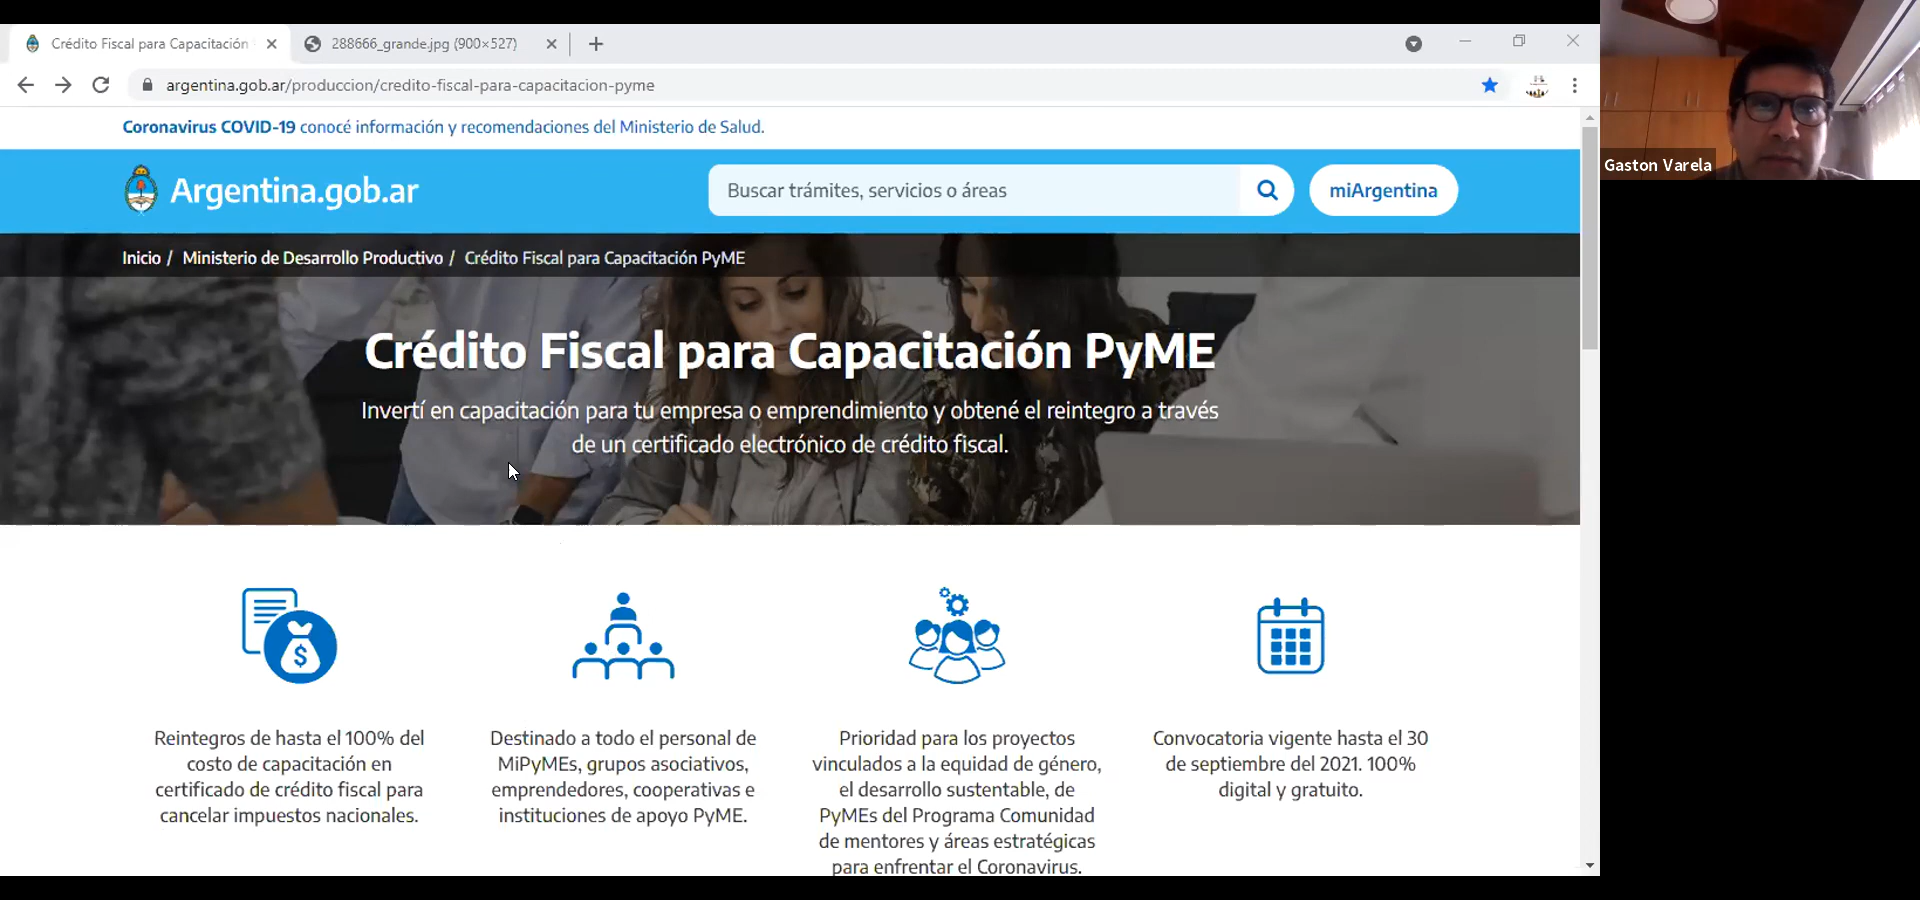 Crédito Fiscal para Capacitación
288666_grande.jpg (900×527)
argentina.gob.ar/produccion/credito-fiscal-para-capacitacion-pyme
Coronavirus COVID-19 conocé información y recomendaciones del Ministerio de Salud.
Argentina.gob.ar
Buscar trámites, servicios o áreas
miArgentina
Inicio / Ministerio de Desarrollo Productivo / Crédito Fiscal para Capacitación PyME
Crédito Fiscal para Capacitación PyME
Invertí en capacitación para tu empresa o emprendimiento y obtené el reintegro a través
de un certificado electrónico de crédito fiscal.
Reintegros de hasta el 100% del
costo de capacitación en
certificado de crédito fiscal para
cancelar impuestos nacionales.
Destinado a todo el personal de
MiPyMEs, grupos asociativos,
emprendedores, cooperativas e
instituciones de apoyo PyME.
Prioridad para los proyectos
vinculados a la equidad de género,
el desarrollo sustentable, de
PyMEs del Programa Comunidad
de mentores y áreas estratégicas
para enfrentar el Coronavirus.
Convocatoria vigente hasta el 30
de septiembre del 2021. 100%
digital y gratuito.
Gaston Varela